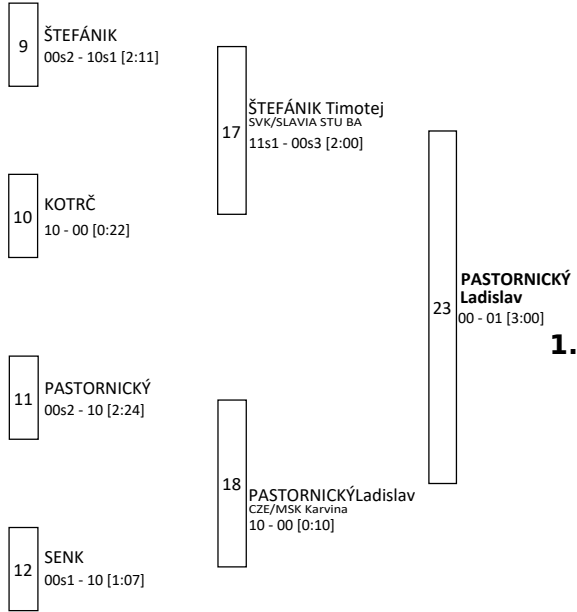 9
ŠTEFÁNIK
00s2 - 10s1 [2:11]
17
ŠTEFÁNIK Timotej
SVK/SLAVIA STU BA
11s1 - 00s3 [2:00]
10
KOTRČ
10 - 00 [0:22]
23
PASTORNICKÝ
Ladislav
00 - 01 [3:00]
1.
11
PASTORNICKÝ
00s2 - 10 [2:24]
18
PASTORNICKÝLadislav
CZE/MSK Karvina
10 - 00 [0:10]
12
SENK
00s1 - 10 [1:07]